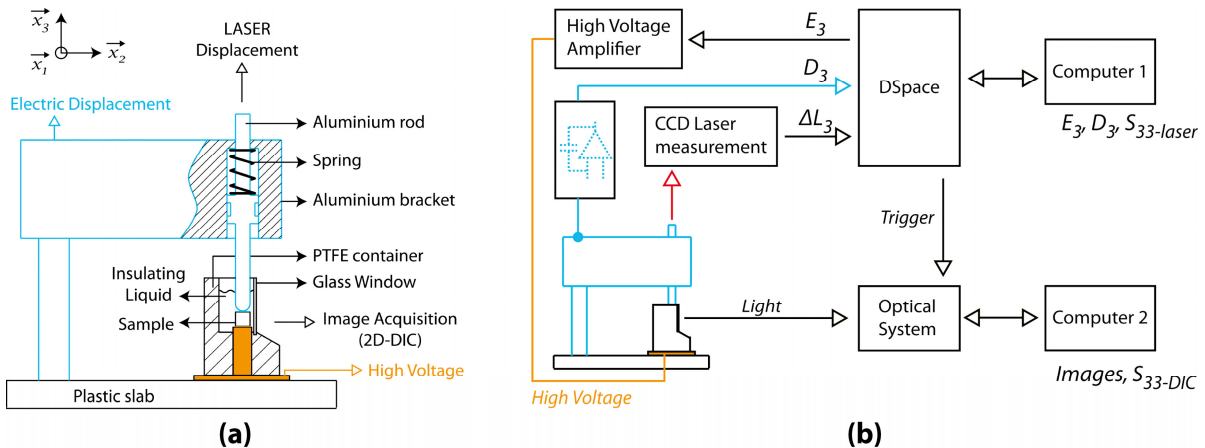 x₃
x₁
x₂
LASER
Displacement
Electric Displacement
Aluminium rod
Spring
Aluminium bracket
PTFE container
Insulating
Liquid
Glass Window
Sample
Image Acquisition
(2D-DIC)
High Voltage
Plastic slab
(a)
High Voltage
Amplifier
E₃
D₃
DSpace
Computer 1
CCD Laser
measurement
ΔL₃
E₃, D₃, S₃₃₋laser
Trigger
Light
Optical
System
Computer 2
High Voltage
Images, S₃₃₋DIC
(b)